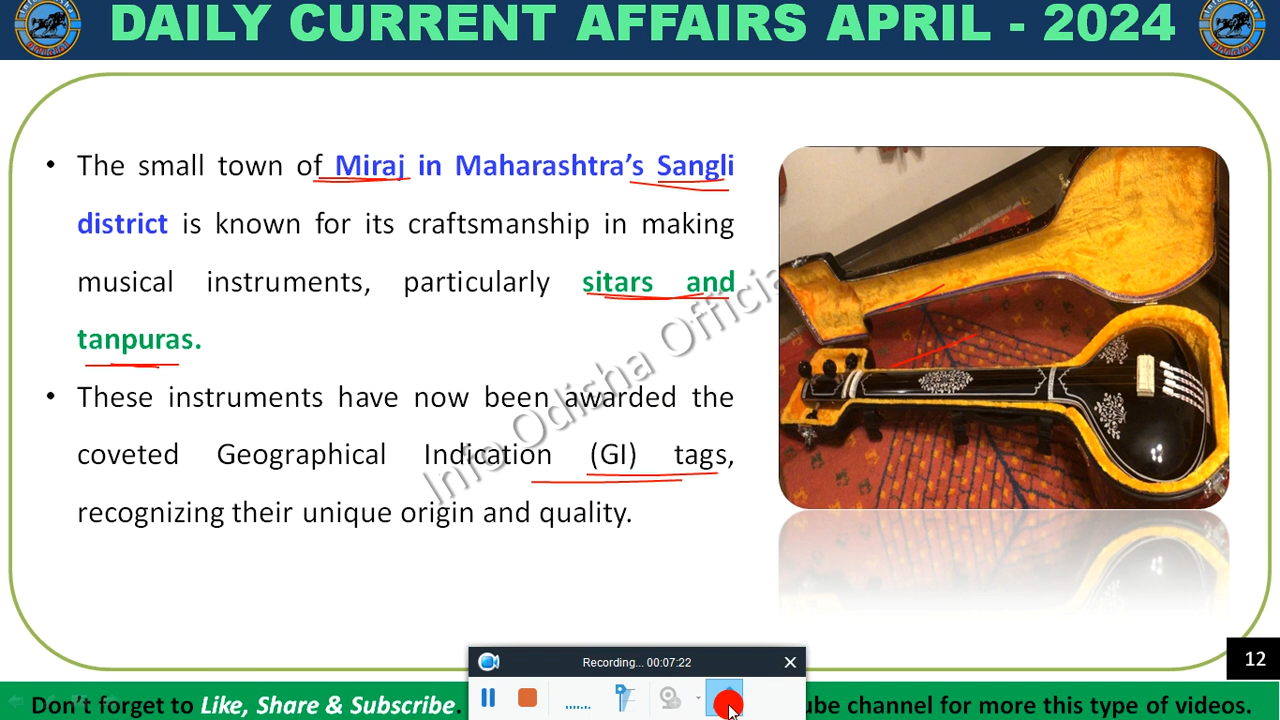 DAILY CURRENT AFFAIRS APRIL - 2024
• The small town of Miraj in Maharashtra’s Sangli
district is known for its craftsmanship in making
musical instruments, particularly sitars and
tanpuras.
• These instruments have now been awarded the
coveted Geographical Indication (GI) tags,
recognizing their unique origin and quality.
Info Odisha Official
12
Recording... 00:07:22
Don’t forget to Like, Share & Subscribe.
channel for more this type of videos.